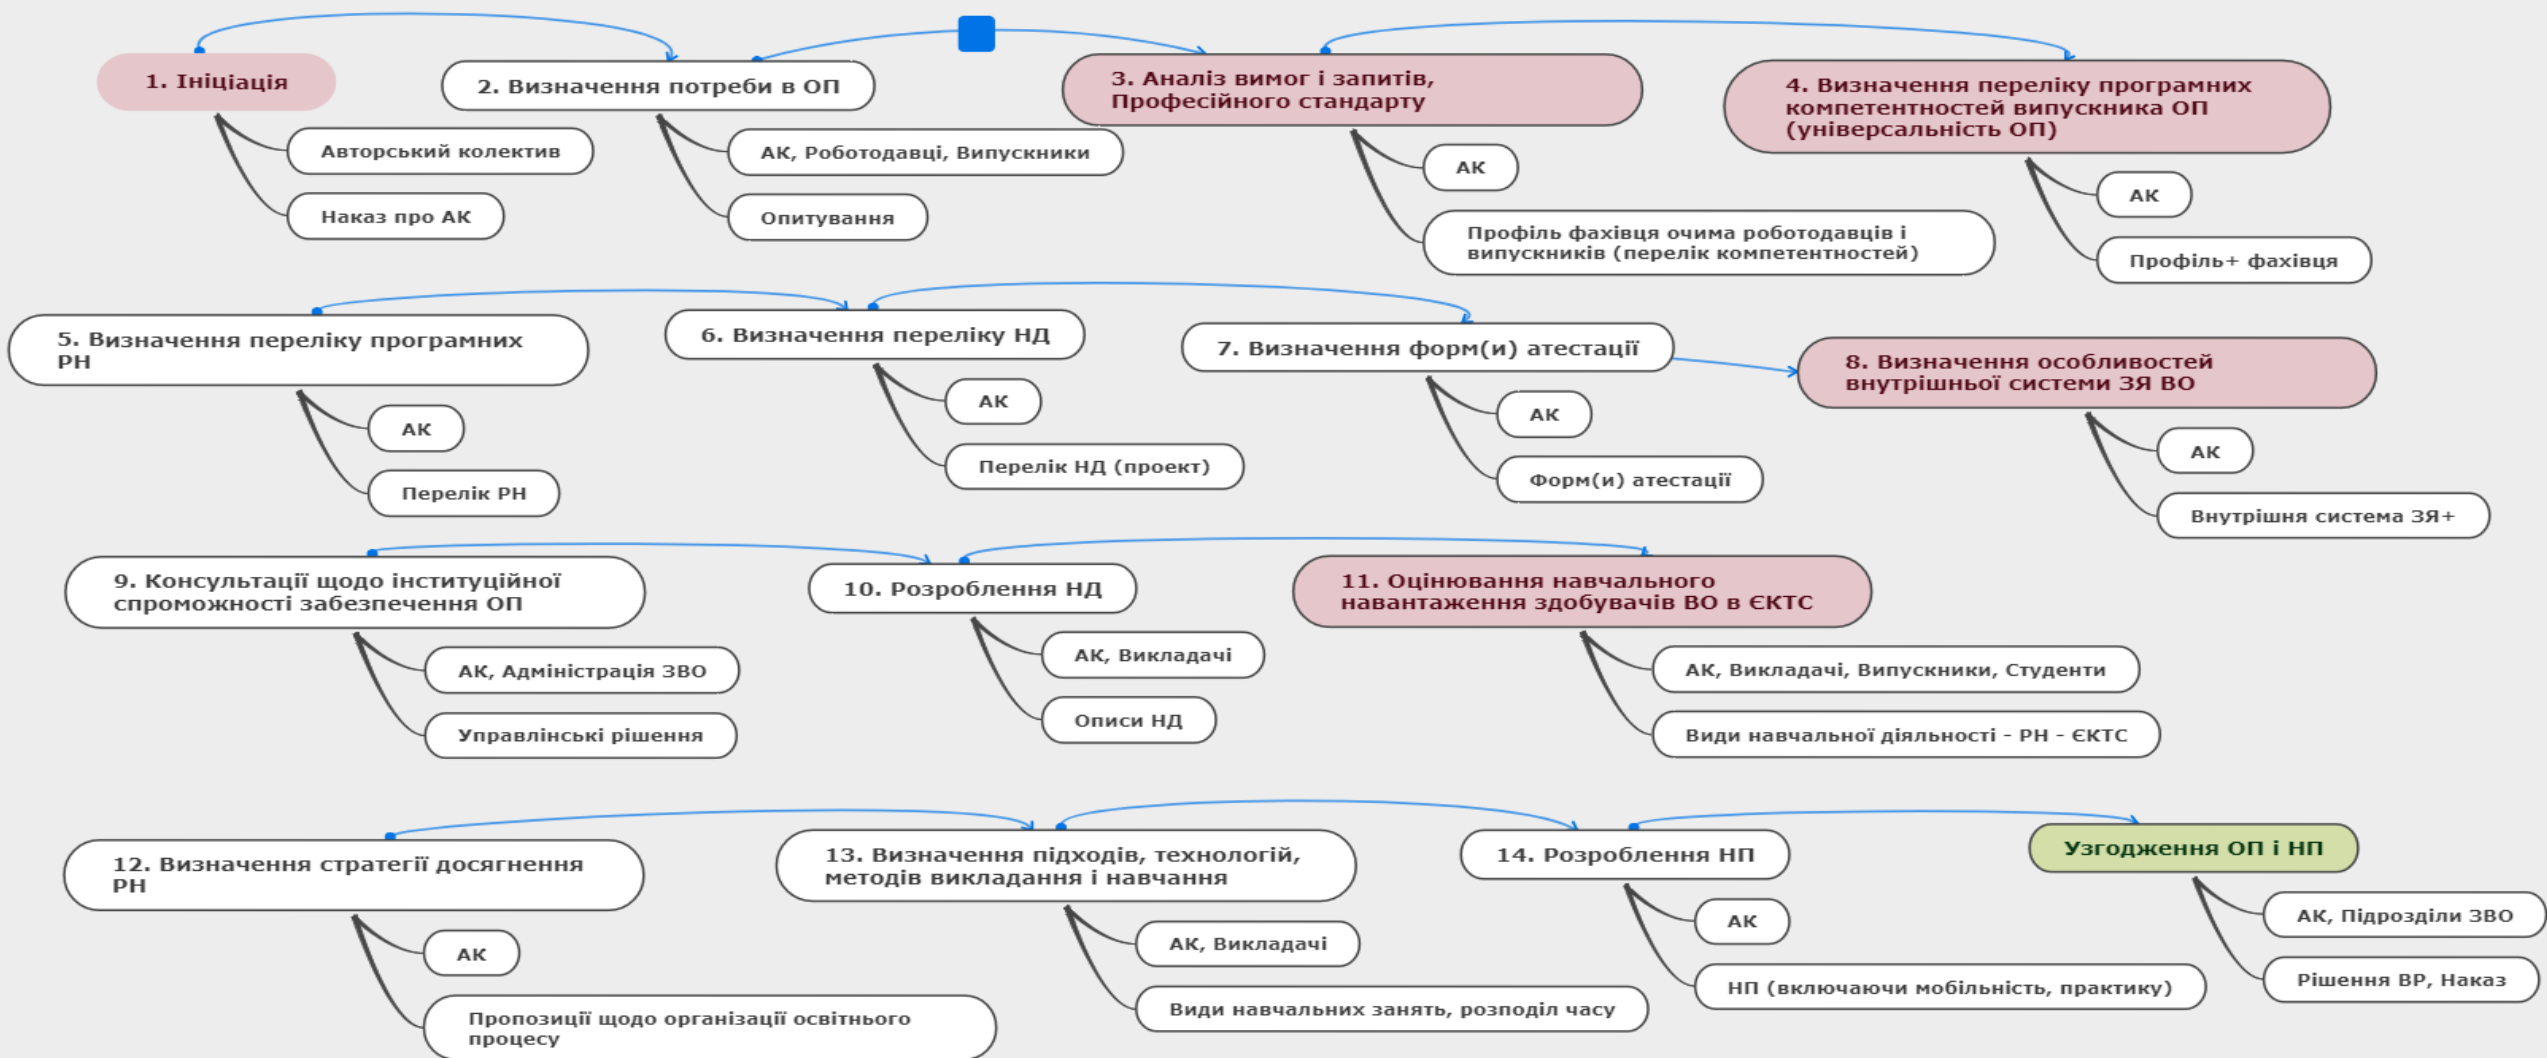 1. Ініціація
Авторський колектив
Наказ про АК
2. Визначення потреби в ОП
АК, Роботодавці, Випускники
Опитування
3. Аналіз вимог і запитів,
Професійного стандарту
АК
Профіль фахівця очима роботодавців і
випускників (перелік компетентностей)
4. Визначення переліку програмних
компетентностей випускника ОП
(універсальність ОП)
АК
Профіль+ фахівця
5. Визначення переліку програмних
РН
АК
Перелік РН
6. Визначення переліку НД
АК
Перелік НД (проект)
7. Визначення форм(и) атестації
АК
Форм(и) атестації
8. Визначення особливостей
внутрішньої системи ЗЯ ВО
АК
Внутрішня система ЗЯ+
9. Консультації щодо інституційної
спроможності забезпечення ОП
АК, Адміністрація ЗВО
Управлінські рішення
10. Розроблення НД
АК, Викладачі
Описи НД
11. Оцінювання навчального
навантаження здобувачів ВО в ЄКТС
АК, Викладачі, Випускники, Студенти
Види навчальної діяльності - РН - ЄКТС
12. Визначення стратегії досягнення
РН
АК
Пропозиції щодо організації освітнього
процесу
13. Визначення підходів, технологій,
методів викладання і навчання
АК, Викладачі
Види навчальних занять, розподіл часу
14. Розроблення НП
АК
НП (включаючи мобільність, практику)
Узгодження ОП і НП
АК, Підрозділи ЗВО
Рішення ВР, Наказ